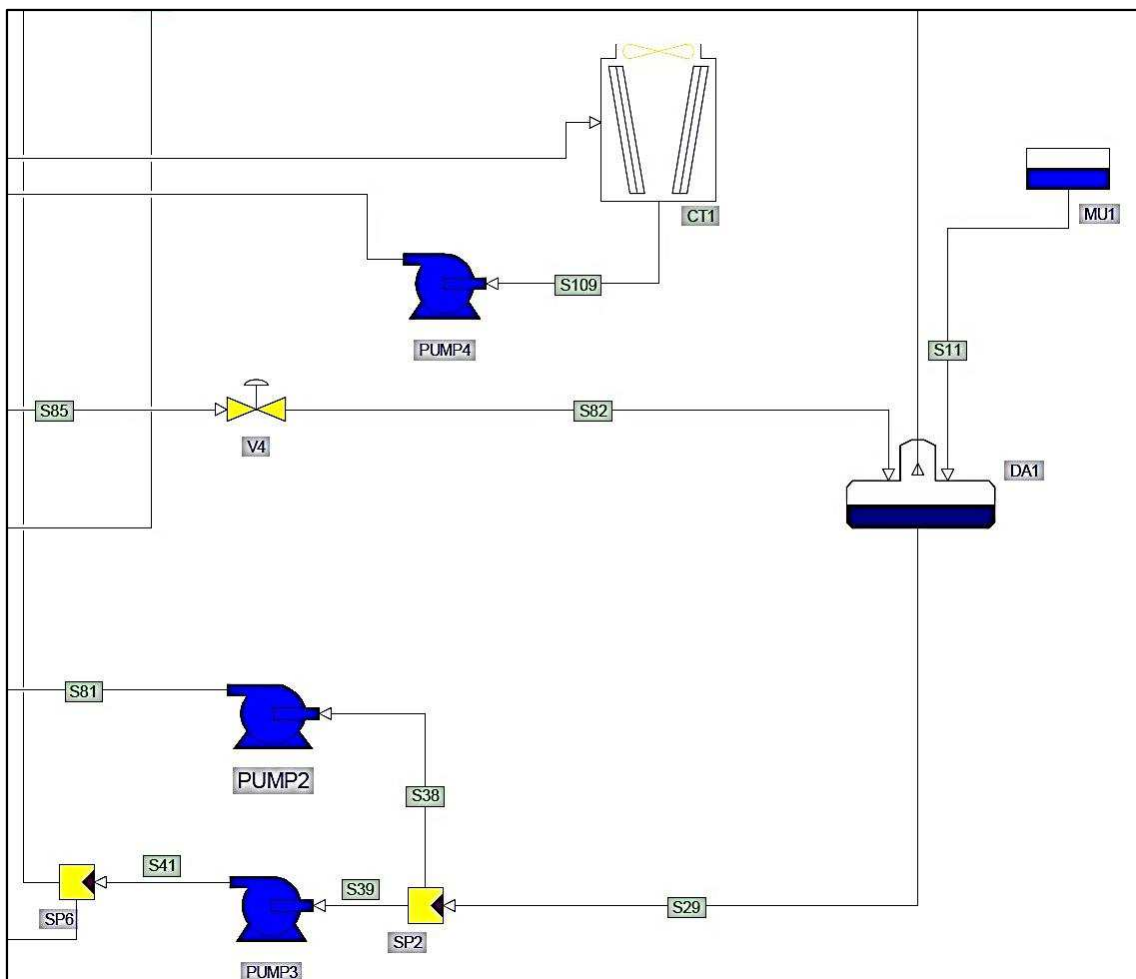 CT1
MU1
S109
PUMP4
S11
S85
S82
V4
DA1
S81
PUMP2
S38
S41
S39
SP6
SP2
S29
PUMP3